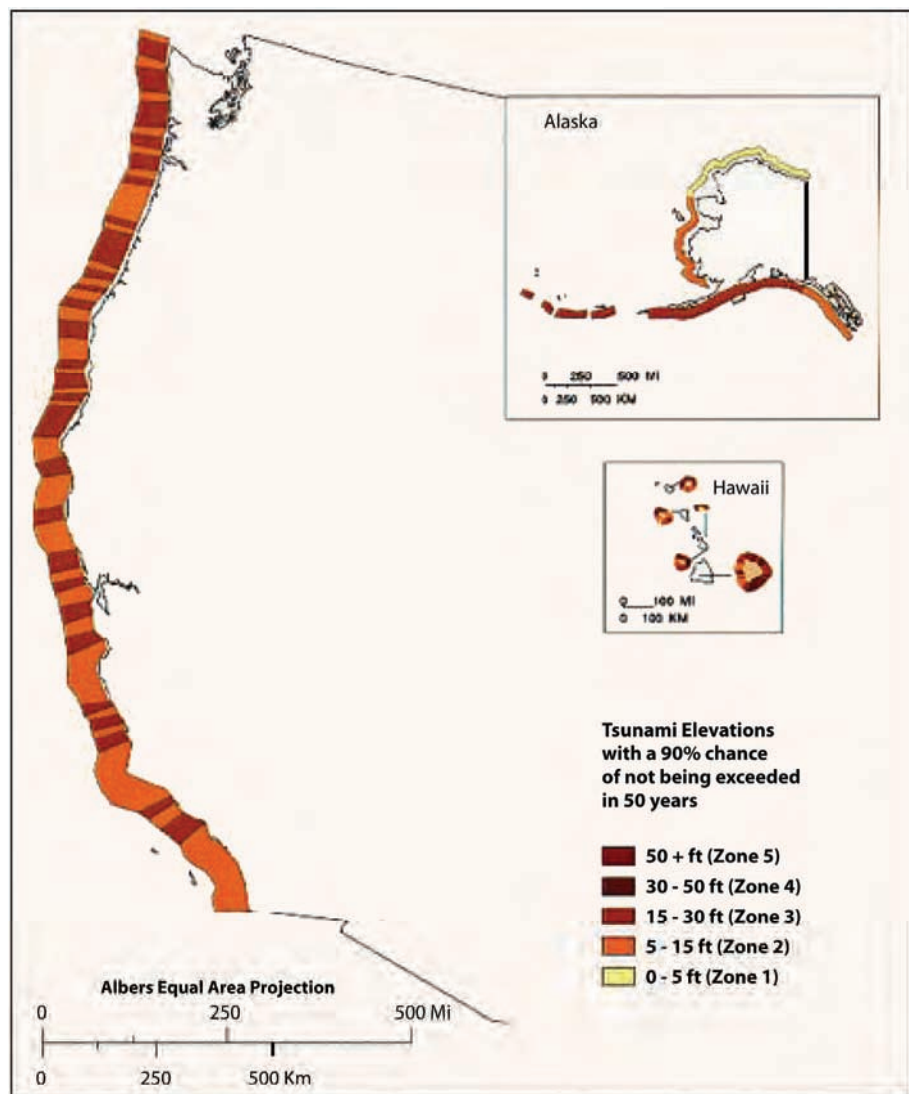 Alaska
0 250 500 MI
0 250 500 KM
Hawaii
0 100 MI
0 100 KM
Tsunami Elevations
with a 90% chance
of not being exceeded
in 50 years
50 + ft (Zone 5)
30 - 50 ft (Zone 4)
15 - 30 ft (Zone 3)
5 - 15 ft (Zone 2)
0 - 5 ft (Zone 1)
Albers Equal Area Projection
0 250 500 Mi
0 250 500 Km